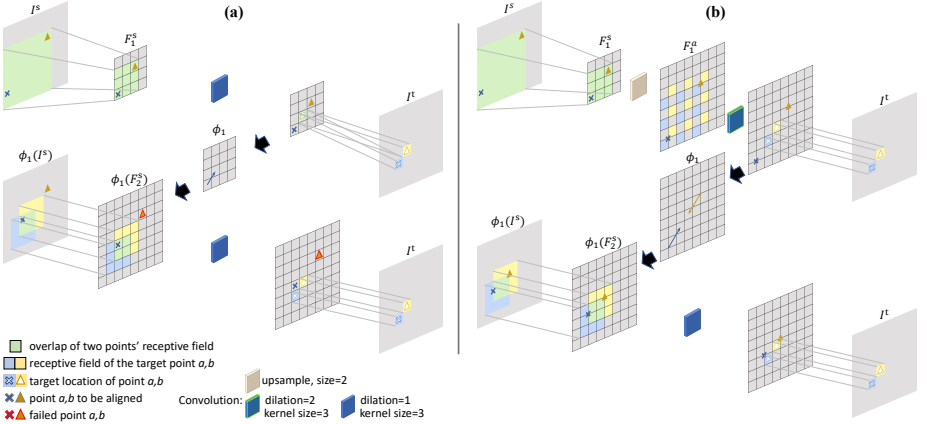 (a)
I^s
F_1^s
I^t
ϕ_1
ϕ_1(I^s)
ϕ_1(F_2^s)
I^t
overlap of two points' receptive field
receptive field of the target point a,b
target location of point a,b
point a,b to be aligned
failed point a,b
upsample, size=2
Convolution:
dilation=2
kernel size=3
dilation=1
kernel size=3
(b)
I^s
F_1^s
F_1^a
I^t
ϕ_1
ϕ_1(I^s)
ϕ_1(F_2^s)
I^t